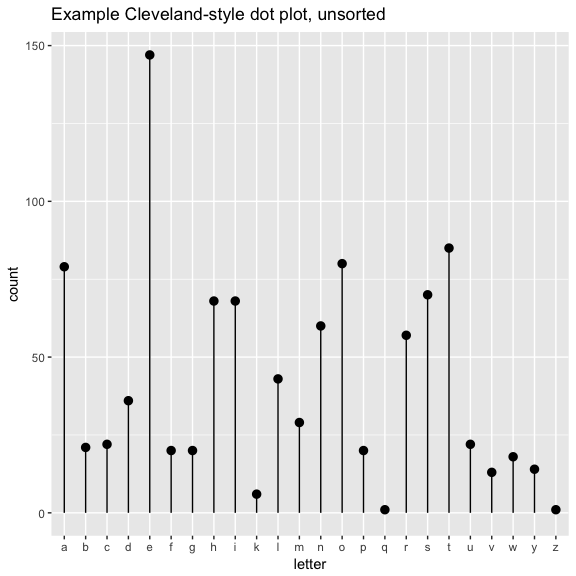 Example Cleveland-style dot plot, unsorted
150
100
50
0
count
a b c d e f g h i k l m n o p q r s t u v w y z
letter